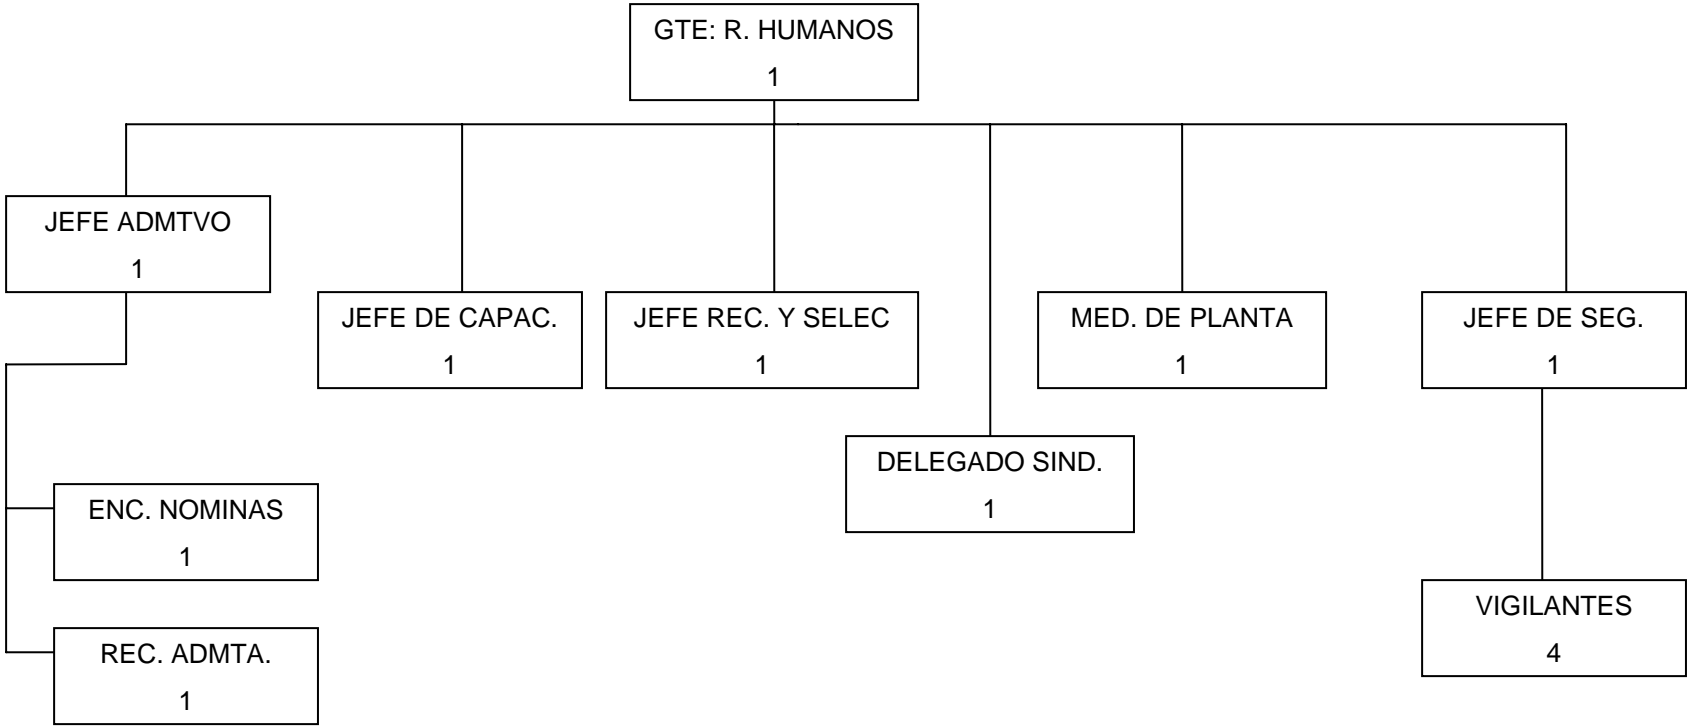 GTE: R. HUMANOS
1
JEFE ADMTVO
1
JEFE DE CAPAC.
1
JEFE REC. Y SELEC
1
MED. DE PLANTA
1
JEFE DE SEG.
1
DELEGADO SIND.
1
ENC. NOMINAS
1
VIGILANTES
4
REC. ADMTA.
1